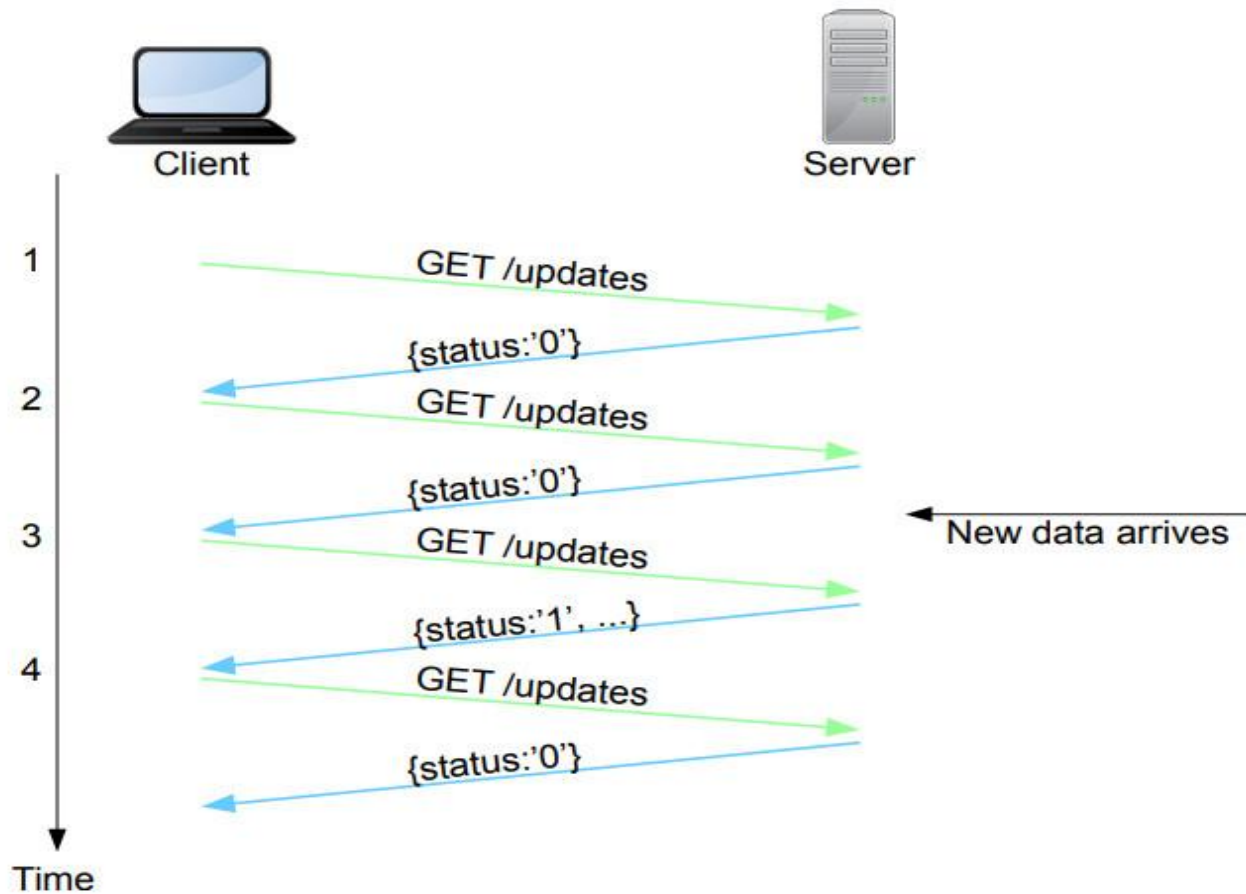 Client
Server
1
GET /updates
{status:’0’}
2
GET /updates
{status:’0’}
New data arrives
3
GET /updates
{status:’1’, ...}
4
GET /updates
{status:’0’}
Time